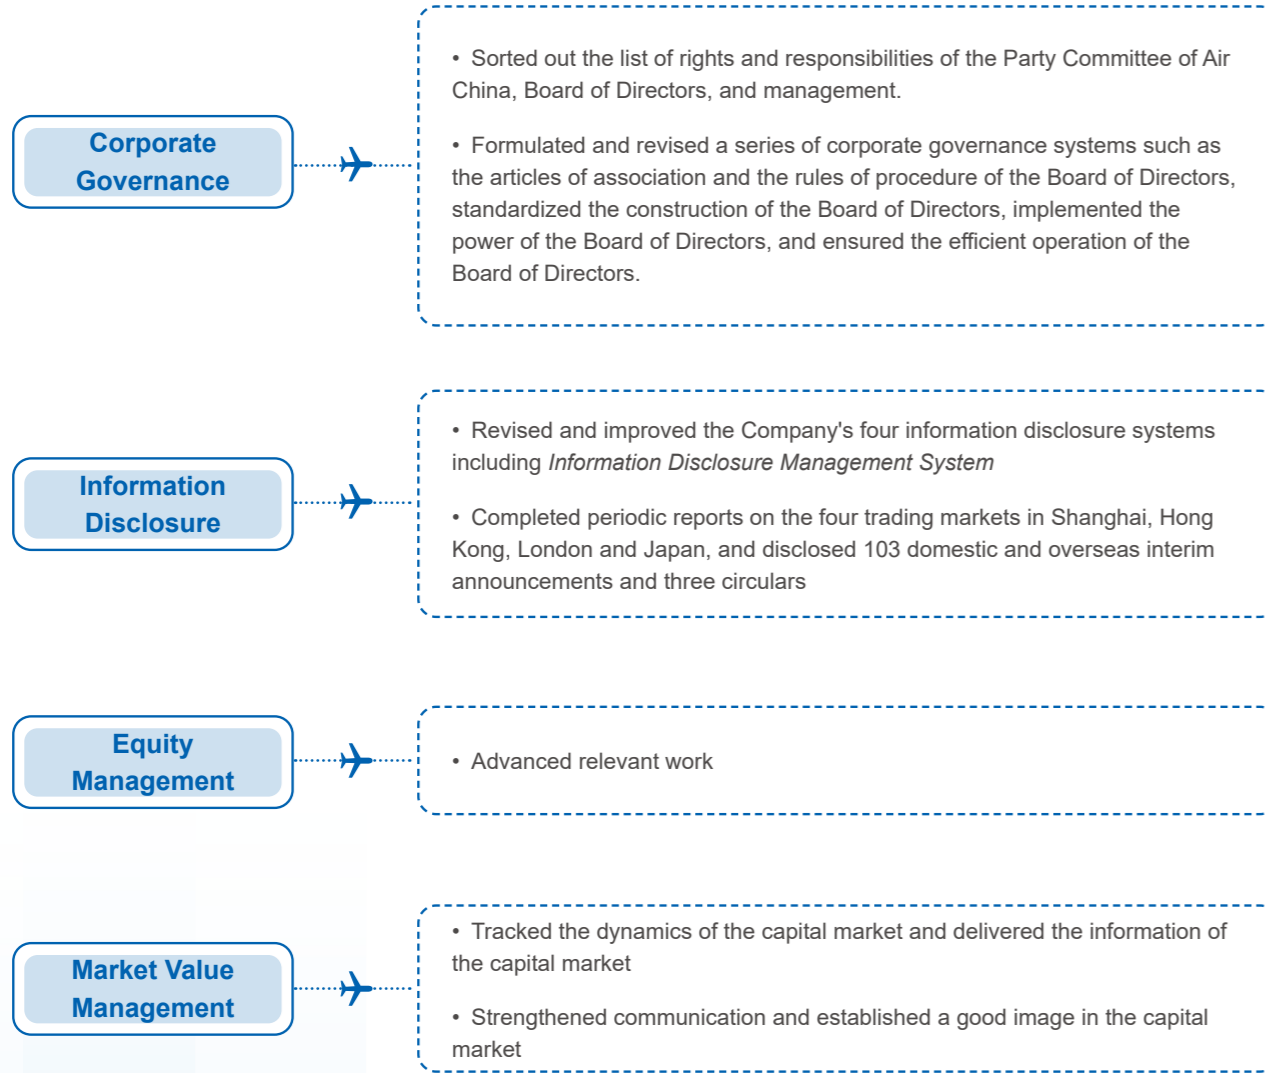 Corporate
Governance
• Sorted out the list of rights and responsibilities of the Party Committee of Air
China, Board of Directors, and management.
• Formulated and revised a series of corporate governance systems such as
the articles of association and the rules of procedure of the Board of Directors,
standardized the construction of the Board of Directors, implemented the
power of the Board of Directors, and ensured the efficient operation of the
Board of Directors.
Information
Disclosure
• Revised and improved the Company's four information disclosure systems
including Information Disclosure Management System
• Completed periodic reports on the four trading markets in Shanghai, Hong
Kong, London and Japan, and disclosed 103 domestic and overseas interim
announcements and three circulars
Equity
Management
• Advanced relevant work
Market Value
Management
• Tracked the dynamics of the capital market and delivered the information of
the capital market
• Strengthened communication and established a good image in the capital
market